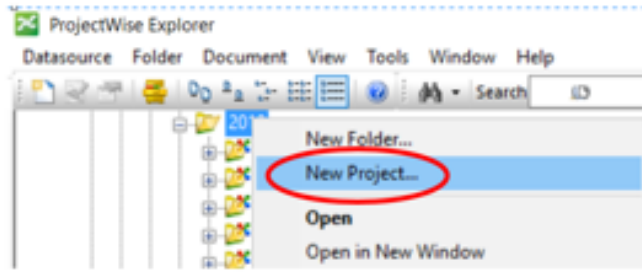 ProjectWise Explorer
Datasource Folder Document View Tools Window Help
Search
New Folder...
New Project...
Open
Open in New Window